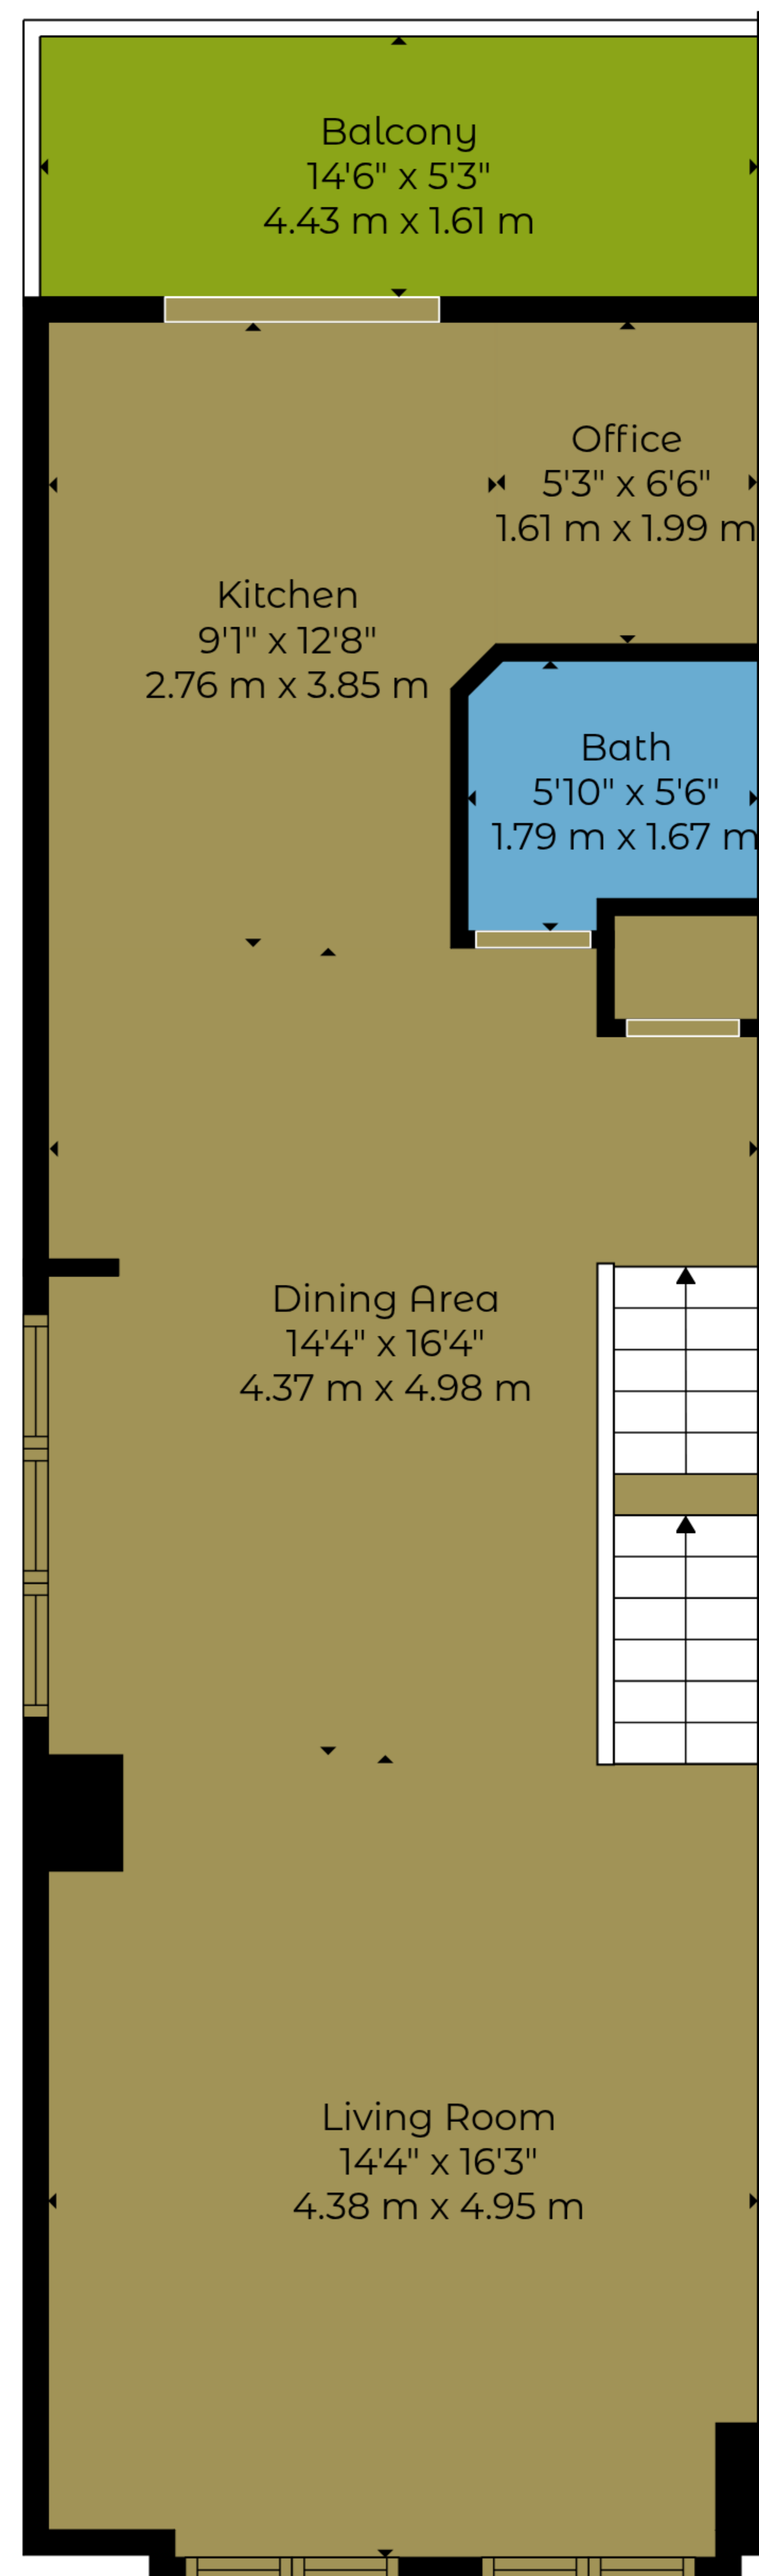 Balcony
14'6" x 5'3"
4.43 m x 1.61 m
Office
5'3" x 6'6"
1.61 m x 1.99 m
Kitchen
9'1" x 12'8"
2.76 m x 3.85 m
Bath
5'10" x 5'6"
1.79 m x 1.67 m
Dining Area
14'4" x 16'4"
4.37 m x 4.98 m
Living Room
14'4" x 16'3"
4.38 m x 4.95 m